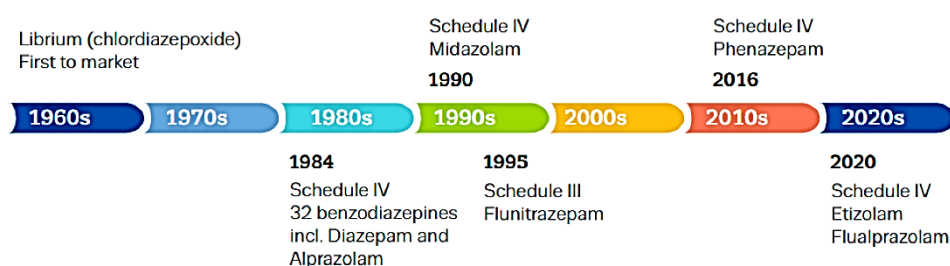 Librium (chlordiazepoxide)
First to market
Schedule IV
Midazolam
1990
Schedule IV
Phenazepam
2016
1960s
1970s
1980s
1990s
2000s
2010s
2020s
1984
Schedule IV
32 benzodiazepines
incl. Diazepam and
Alprazolam
1995
Schedule III
Flunitrazepam
2020
Schedule IV
Etizolam
Flualprazolam